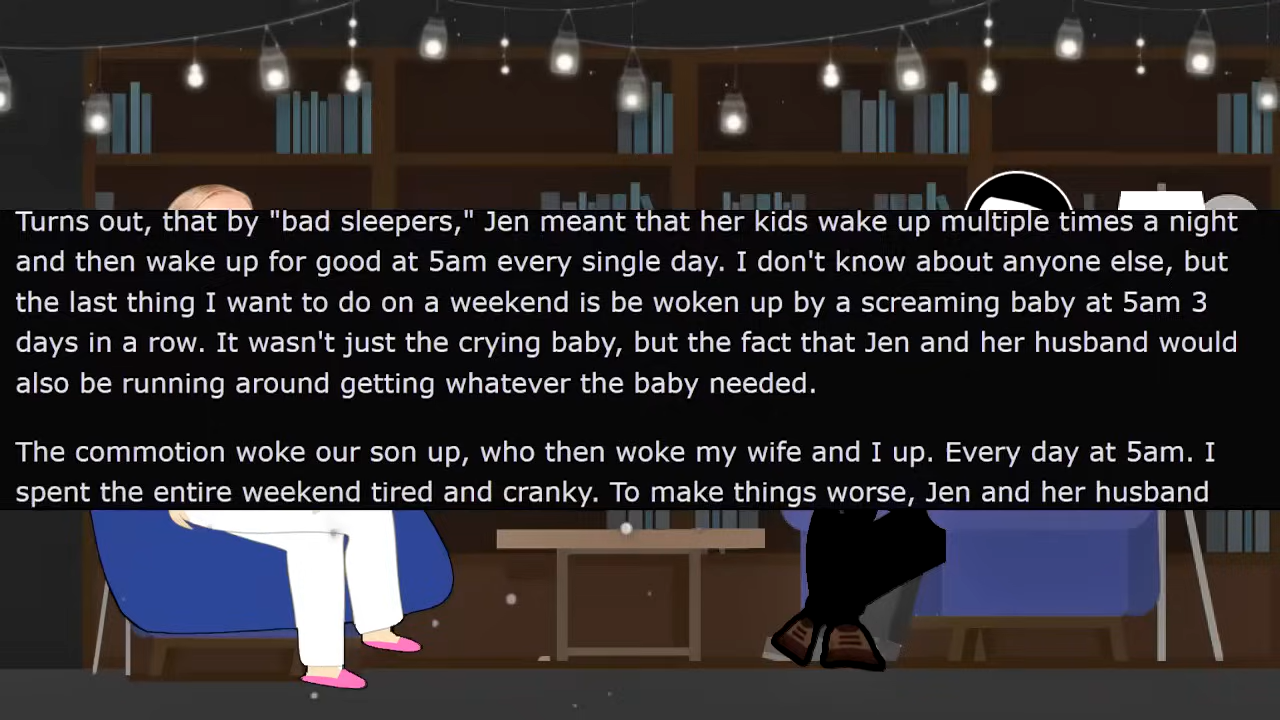 Turns out, that by "bad sleepers," Jen meant that her kids wake up multiple times a night
and then wake up for good at 5am every single day. I don't know about anyone else, but
the last thing I want to do on a weekend is be woken up by a screaming baby at 5am 3
days in a row. It wasn't just the crying baby, but the fact that Jen and her husband would
also be running around getting whatever the baby needed.
The commotion woke our son up, who then woke my wife and I up. Every day at 5am. I
spent the entire weekend tired and cranky. To make things worse, Jen and her husband